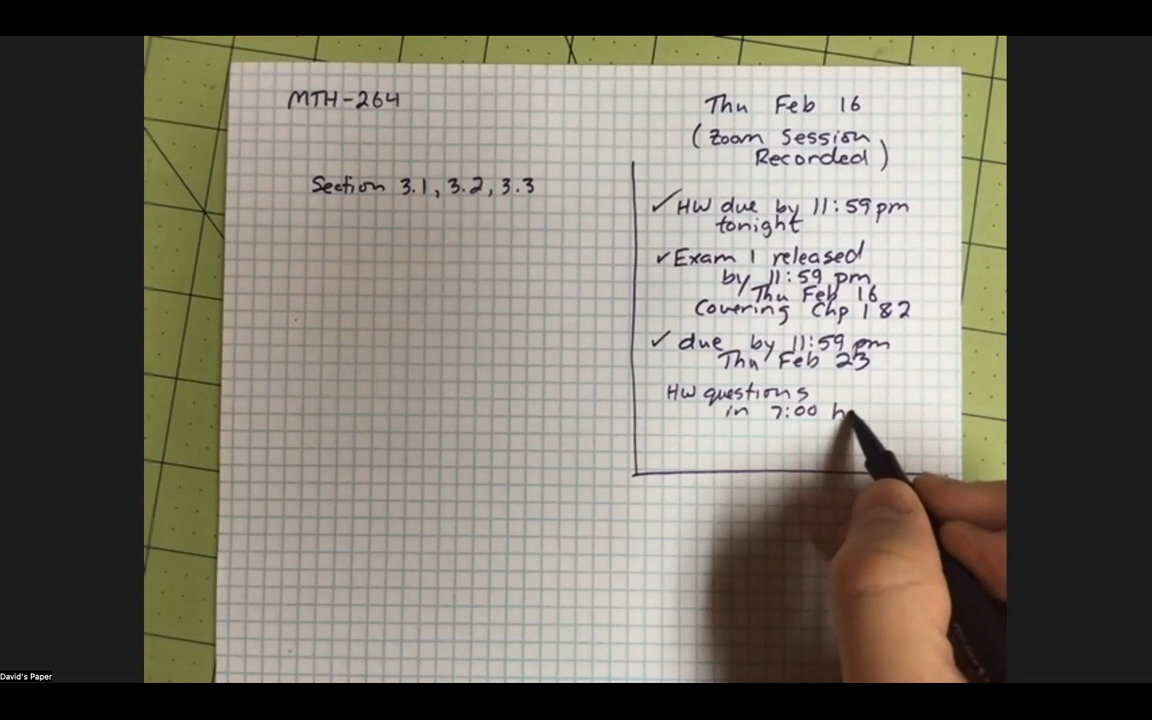 MTH-264
Thu Feb 16
(Zoom Session
Recorded)
Section 3.1, 3.2, 3.3
✓HW due by 11:59pm
tonight
✓Exam 1 released
by 11:59 pm
Thu Feb 16
Covering Chp 1 & 2
✓ due by 11:59 pm
Thu Feb 23
HW questions
in 7:00 h
David's Paper